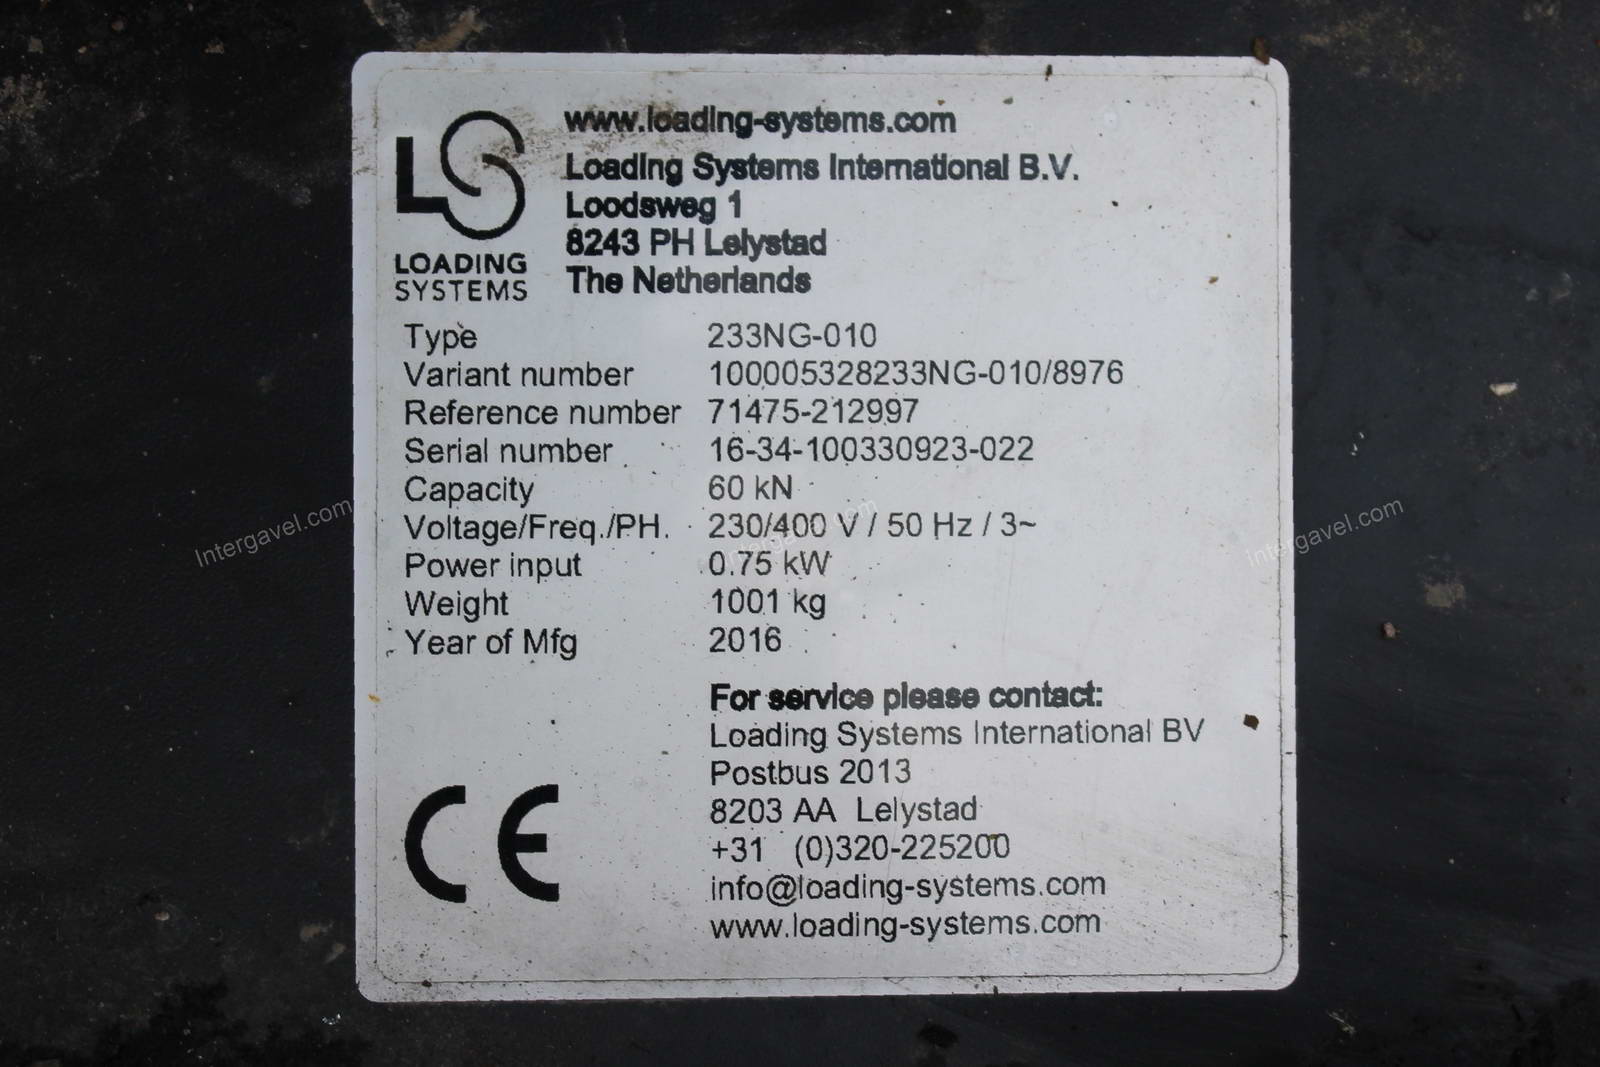 LS
LOADING
SYSTEMS
www.loading-systems.com
Loading Systems International B.V.
Loodsweg 1
8243 PH Lelystad
The Netherlands
Type 233NG-010
Variant number 100005328233NG-010/8976
Reference number 71475-212997
Serial number 16-34-100330923-022
Capacity 60 kN
Voltage/Freq./PH. 230/400 V / 50 Hz / 3~
Power input 0.75 kW
Weight 1001 kg
Year of Mfg 2016
For service please contact:
Loading Systems International BV
Postbus 2013
8203 AA Lelystad
+31 (0)320-225200
info@loading-systems.com
www.loading-systems.com
CE
Intergavel.com
Intergavel.com
Intergavel.com